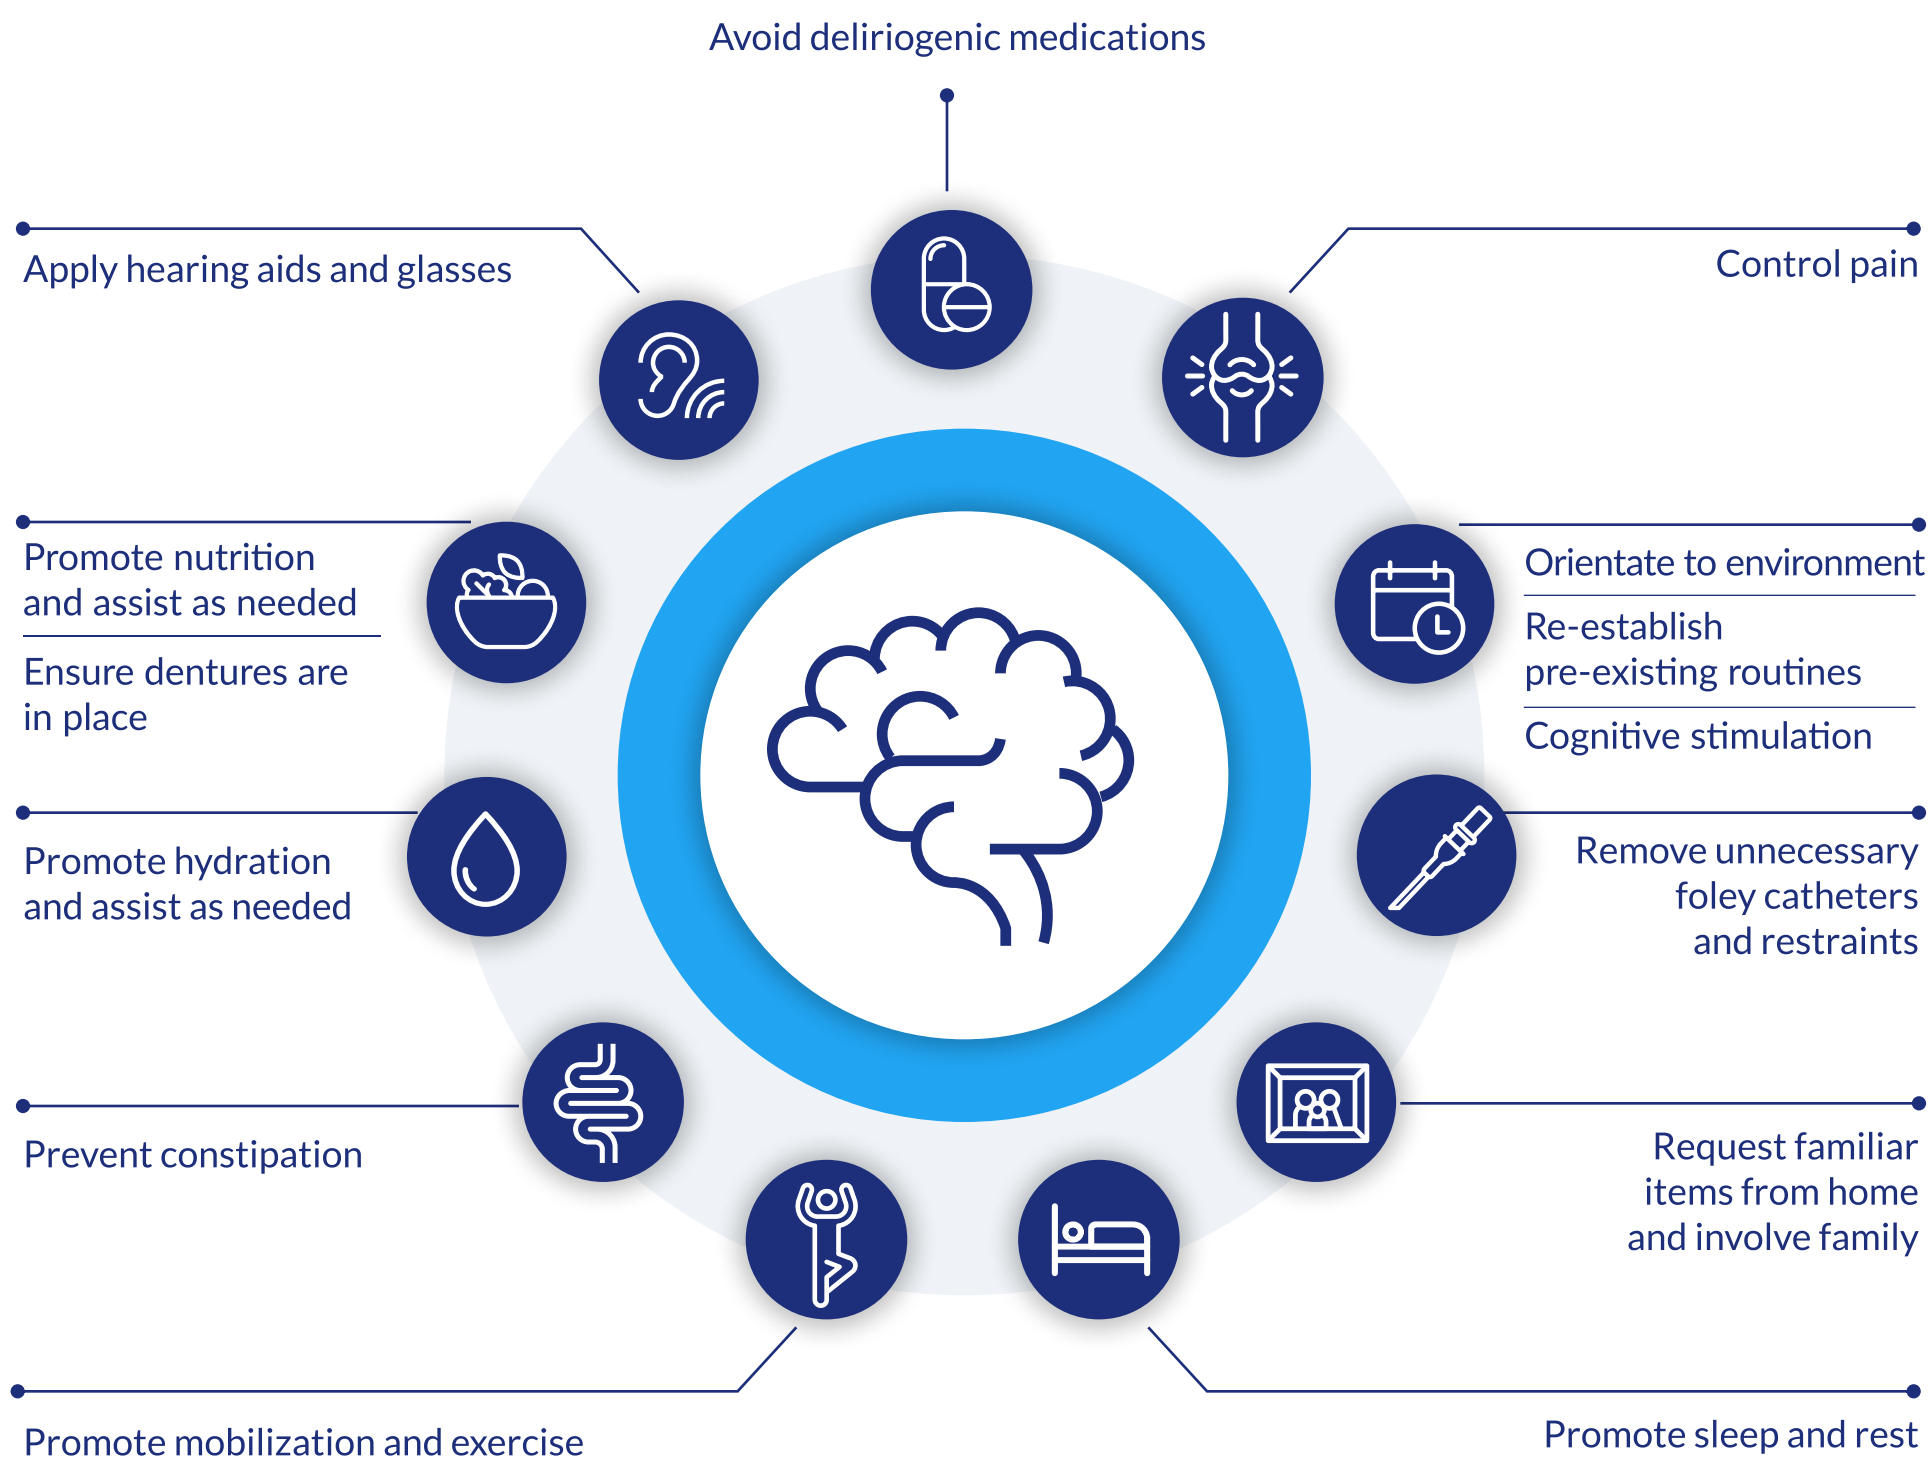 Avoid deliriogenic medications
Apply hearing aids and glasses
Control pain
Promote nutrition
and assist as needed
Ensure dentures are
in place
Orientate to environment
Re-establish
pre-existing routines
Cognitive stimulation
Promote hydration
and assist as needed
Remove unnecessary
foley catheters
and restraints
Prevent constipation
Request familiar
items from home
and involve family
Promote mobilization and exercise
Promote sleep and rest